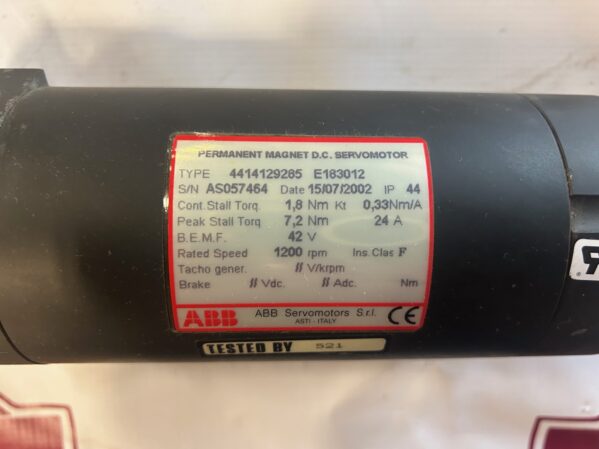 PERMANENT MAGNET D.C. SERVOMOTOR
TYPE 4414129285 E183012
S/N AS057464 Date 15/07/2002 IP 44
Cont.Stall Torq. 1,8 Nm Kt 0,33Nm/A
Peak Stall Torq 7,2 Nm 24 A
B.E.M.F. 42 V
Rated Speed 1200 rpm Ins.Clas F
Tacho gener. // V/krpm
Brake // Vdc. // Adc. Nm
ABB ABB Servomotors S.r.l. CE
ASTI - ITALY
TESTED BY 521